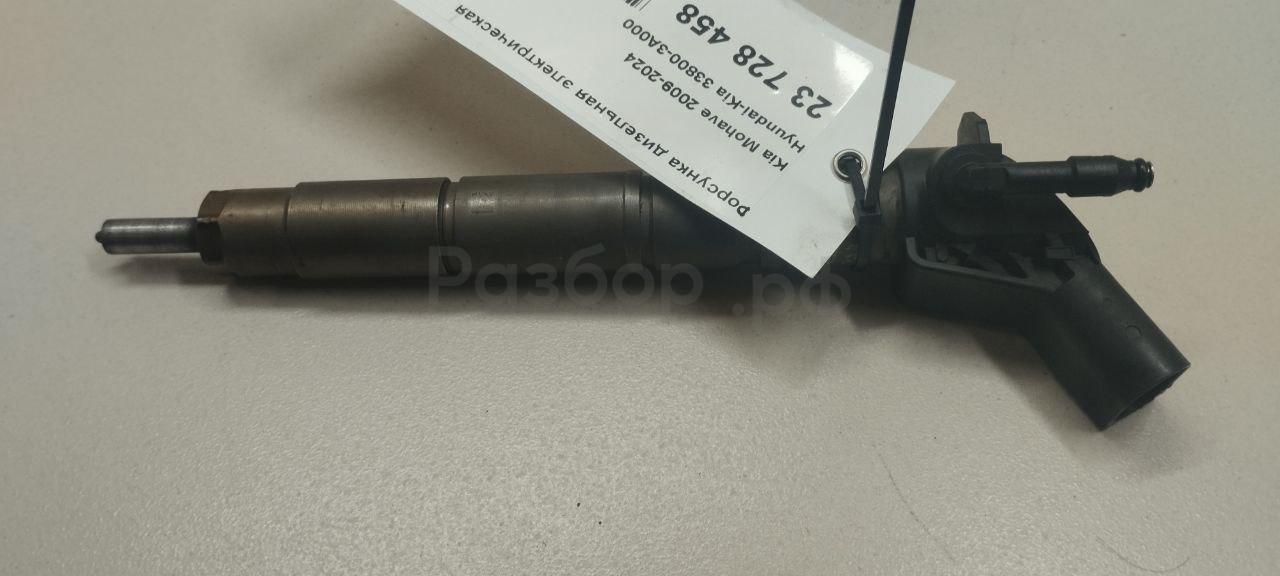 Форсунка дизельная электрическая
Kia Mohave 2009-2024
Hyundai-Kia 33800-3A000
23 728 458
Разбор.рф